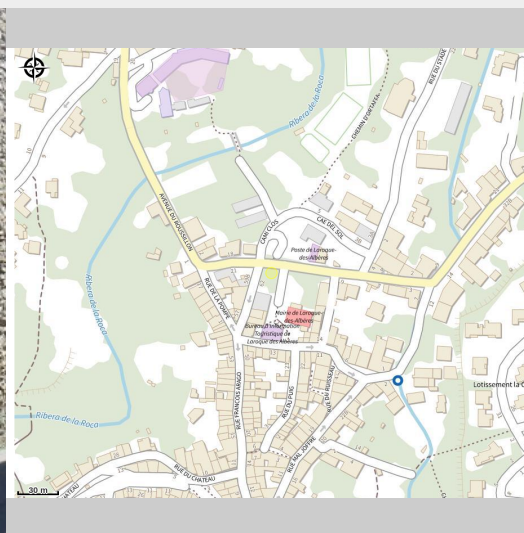 RUE DU STADE
Ribera de la Roca
CHEMIN D'ORTAFFA
AVENUE DU ROUSSILLON
CAMI CLOS
CAE DEL SOL
Poste de Laroque-
des-Albères
RUE DE LA POMPE
Ribera de la Roca
Mairie de Laroque-
des-Albères
Bureau d'Information
Touristique de
Laroque des Albères
Lotissement la
RUE FRANÇOIS ARAGO
RUE DU PUIG
RUE DU RUISSEAU
Ribera de la Roca
RUE MAL JOFFRE
RUE DU CHATEAU
CHATEAU
30 m